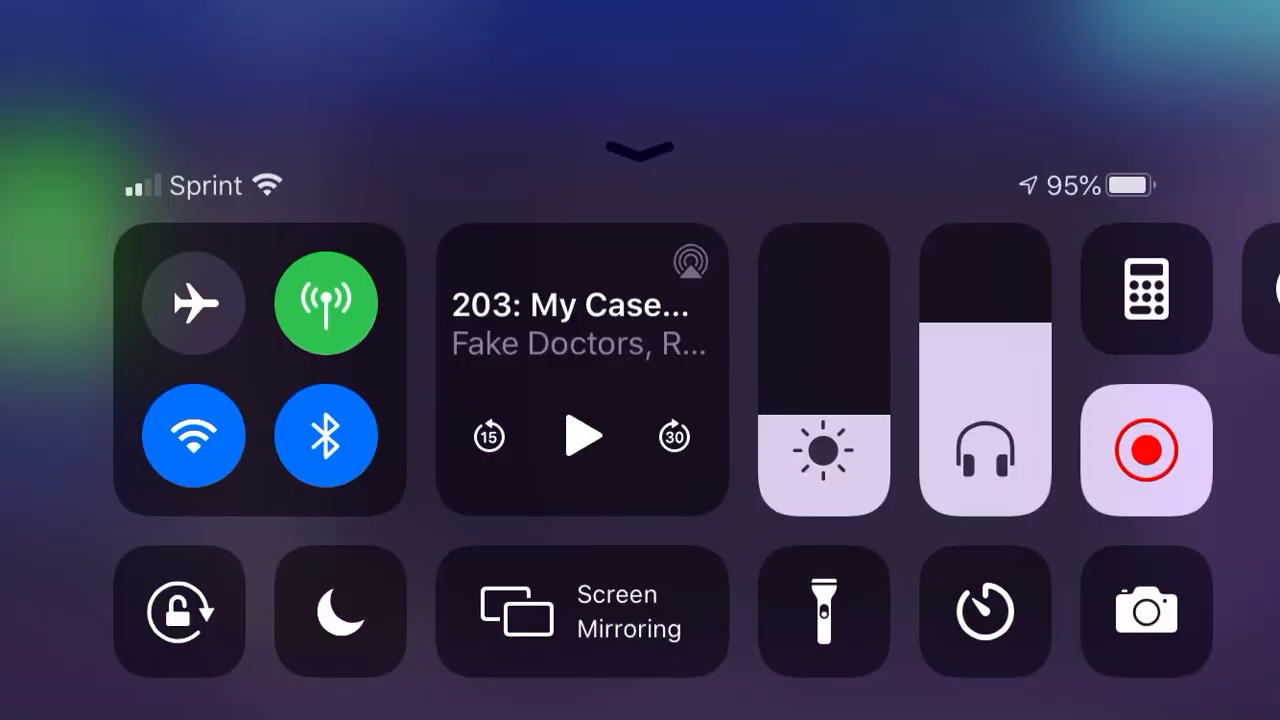 Sprint
95%
203: My Case...
Fake Doctors, R...
15
30
Screen
Mirroring